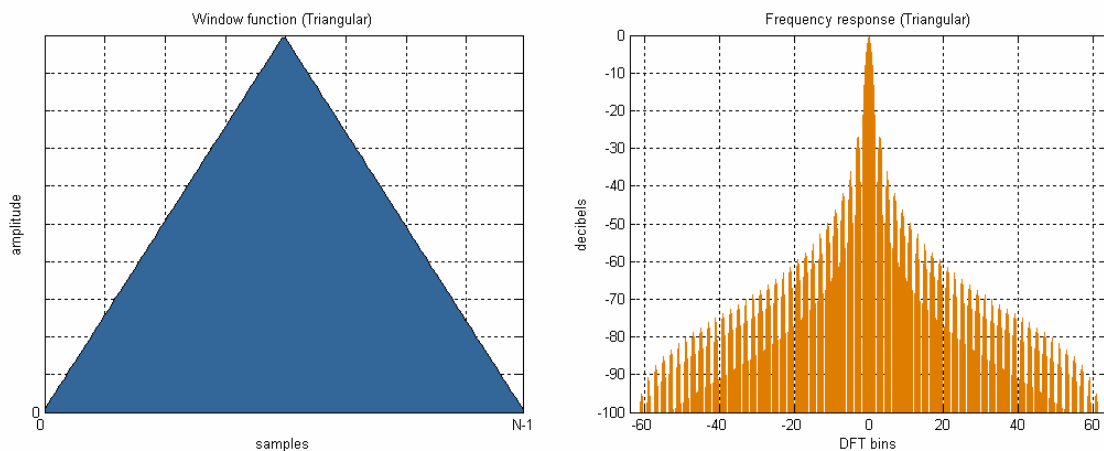 Window function (Triangular)
amplitude
0
0
N-1
samples
Frequency response (Triangular)
0
-10
-20
-30
-40
-50
-60
-70
-80
-90
-100
decibels
-60
-40
-20
0
20
40
60
DFT bins